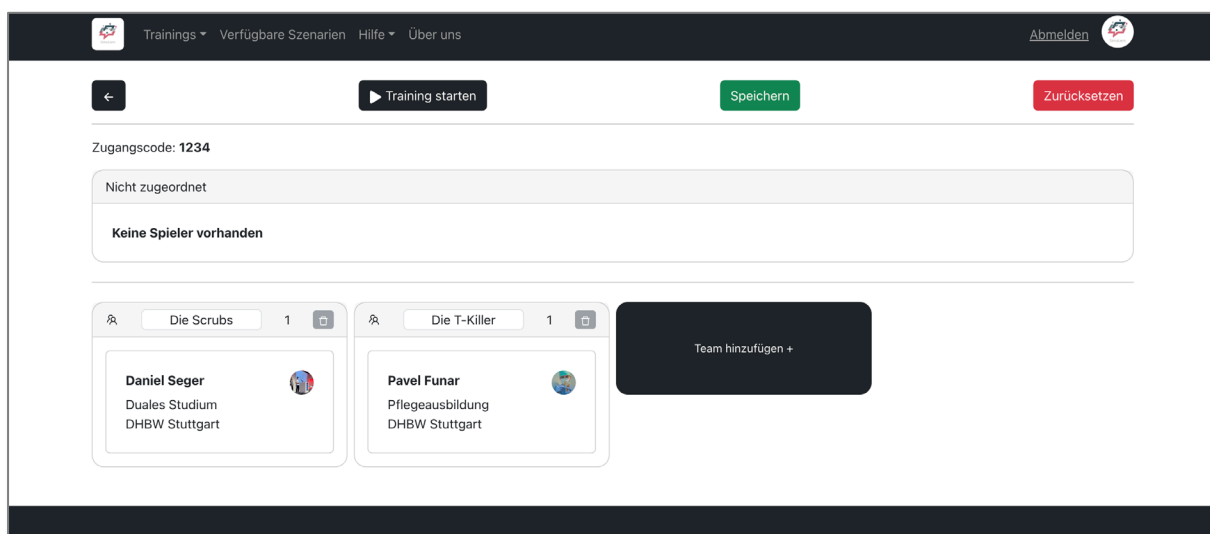 Trainings Verfügbare Szenarien Hilfe Über uns Abmelden
← Training starten Speichern Zurücksetzen
Zugangscode: 1234
Nicht zugeordnet
Keine Spieler vorhanden
Die Scrubs 1
Daniel Seger
Duales Studium
DHBW Stuttgart
Die T-Killer 1
Pavel Funar
Pflegeausbildung
DHBW Stuttgart
Team hinzufügen +